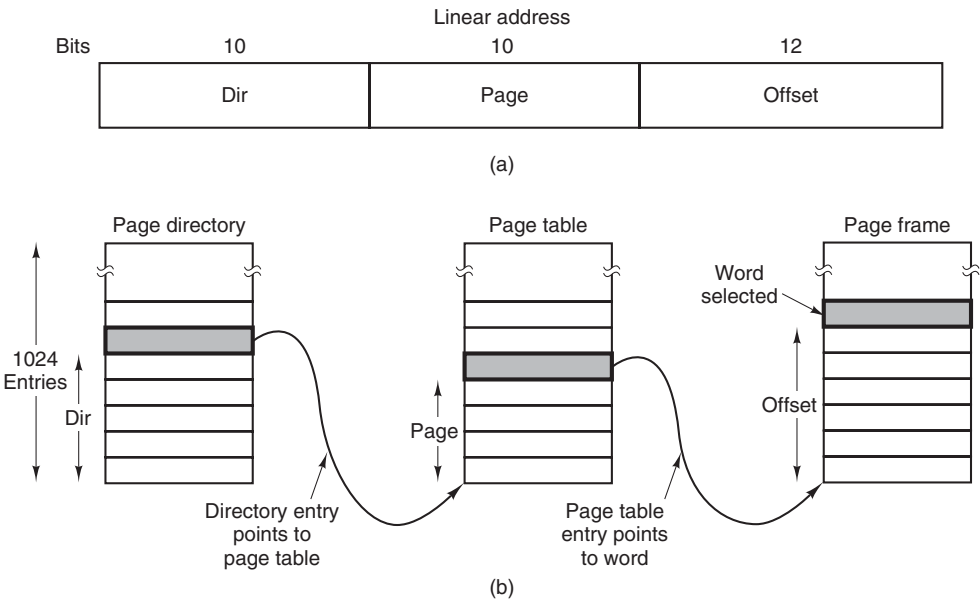 Linear address
Bits 10 10 12
Dir Page Offset
(a)
Page directory Page table Page frame
Word
selected
1024
Entries
Dir
Page
Offset
Directory entry
points to
page table
Page table
entry points
to word
(b)